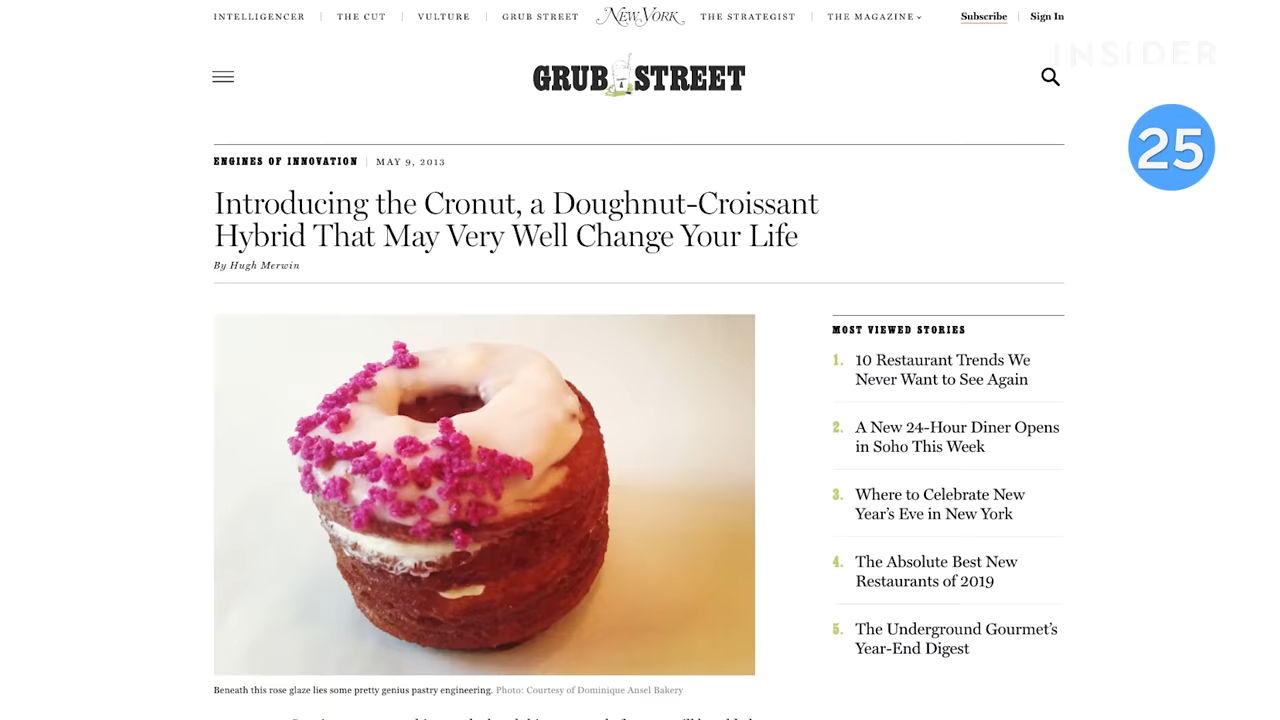 INTELLIGENCER THE CUT VULTURE GRUB STREET NEW YORK THE STRATEGIST THE MAGAZINE Subscribe Sign In
INSIDER
GRUB STREET
25
ENGINES OF INNOVATION MAY 9, 2013
Introducing the Cronut, a Doughnut-Croissant
Hybrid That May Very Well Change Your Life
By Hugh Merwin
Beneath this rose glaze lies some pretty genius pastry engineering. Photo: Courtesy of Dominique Ansel Bakery
MOST VIEWED STORIES
1. 10 Restaurant Trends We
Never Want to See Again
2. A New 24-Hour Diner Opens
in Soho This Week
3. Where to Celebrate New
Year's Eve in New York
4. The Absolute Best New
Restaurants of 2019
5. The Underground Gourmet's
Year-End Digest